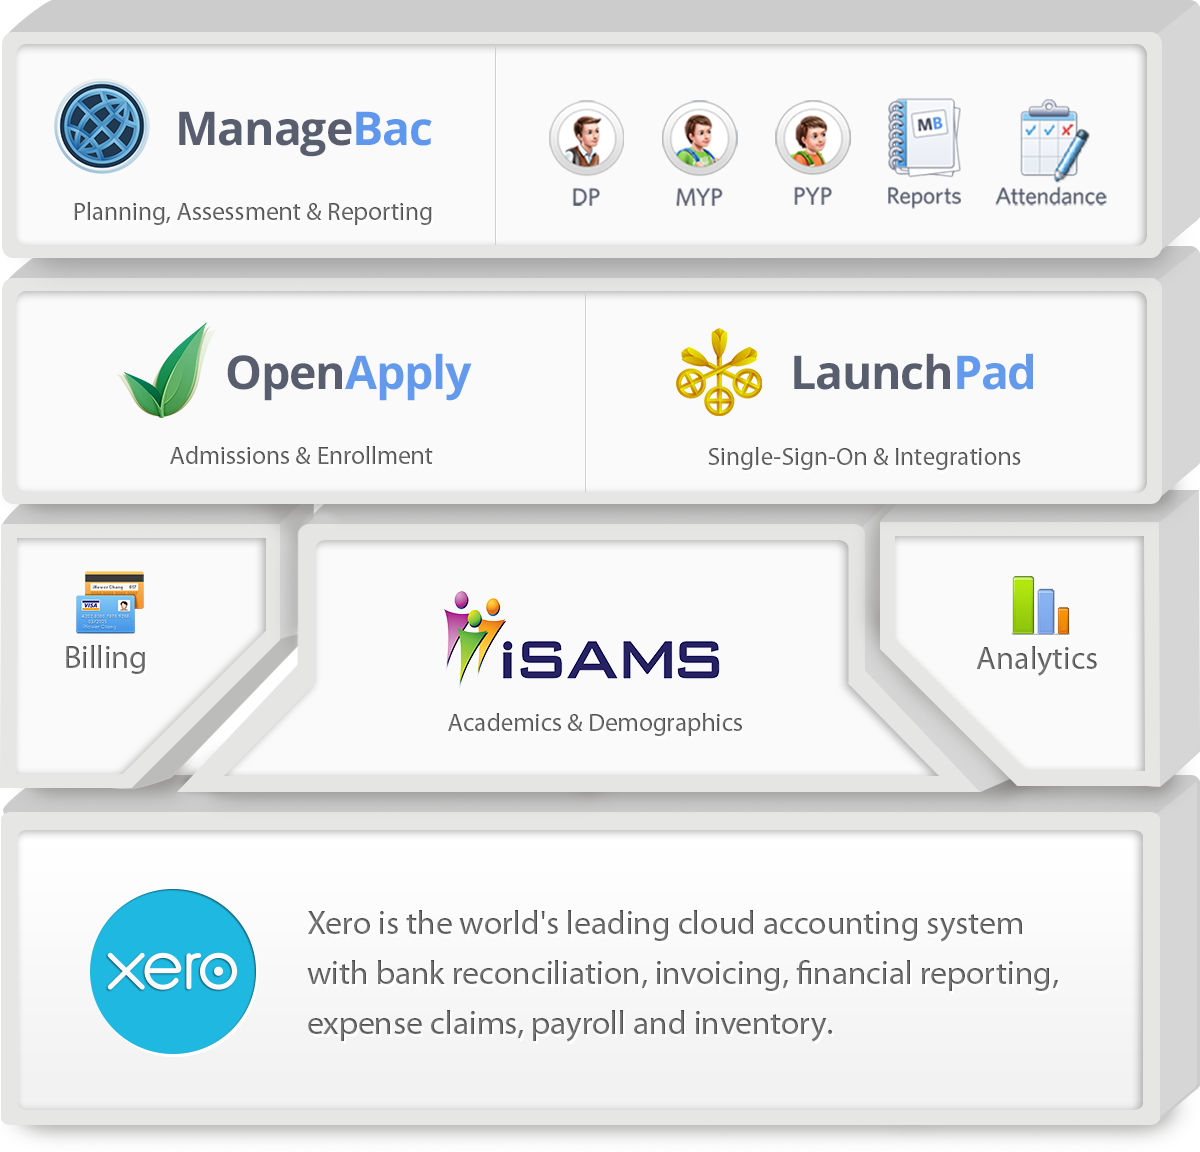 ManageBac
Planning, Assessment & Reporting
DP
MYP
PYP
MB
Reports
Attendance
OpenApply
Admissions & Enrollment
LaunchPad
Single-Sign-On & Integrations
VISA
Billing
iSAMS
Academics & Demographics
Analytics
xero
Xero is the world's leading cloud accounting system
with bank reconciliation, invoicing, financial reporting,
expense claims, payroll and inventory.